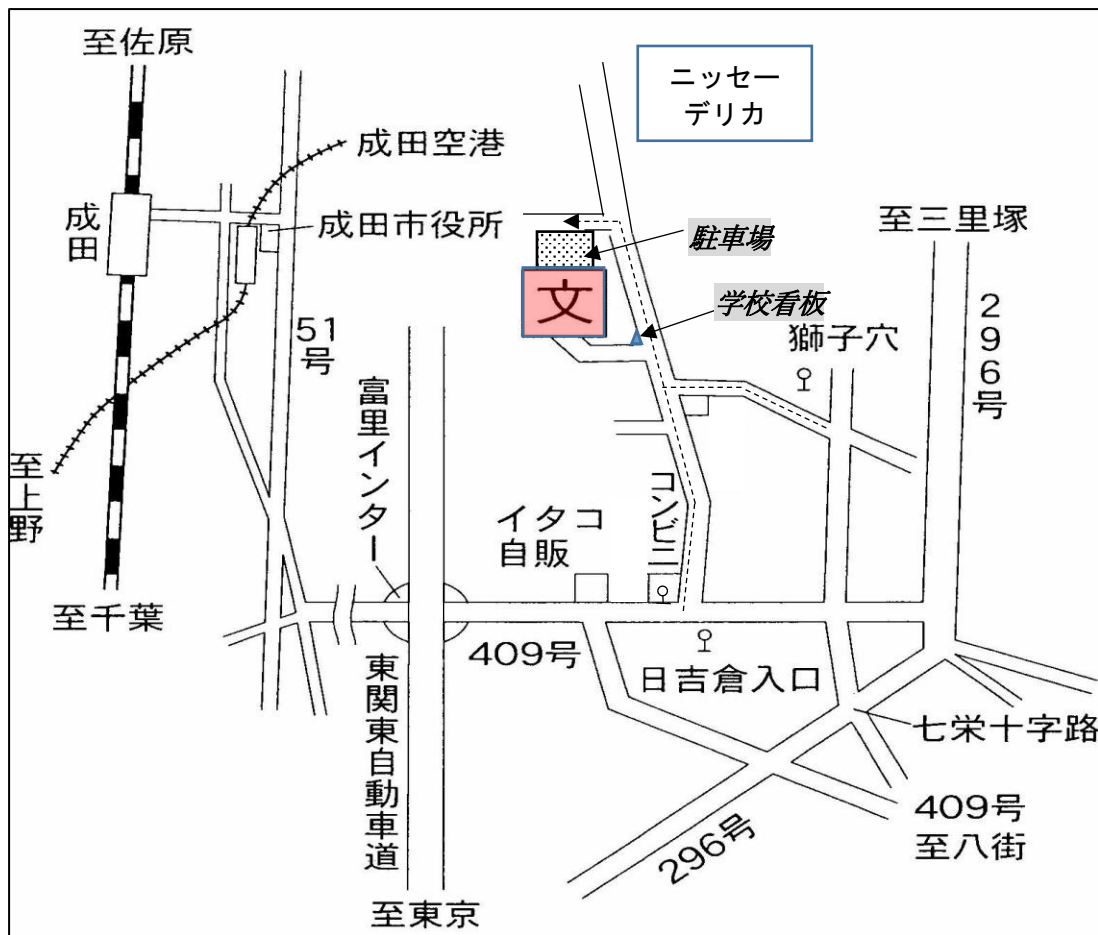 至佐原
ニッセー
デリカ
成田空港
成田
成田市役所
至三里塚
駐車場
文
学校看板
296号
獅子穴
51号
富里インター
至上野
コンビニ
イタコ
自販
至千葉
409号
日吉倉入口
東関東自動車道
七栄十字路
409号
至八街
296号
至東京